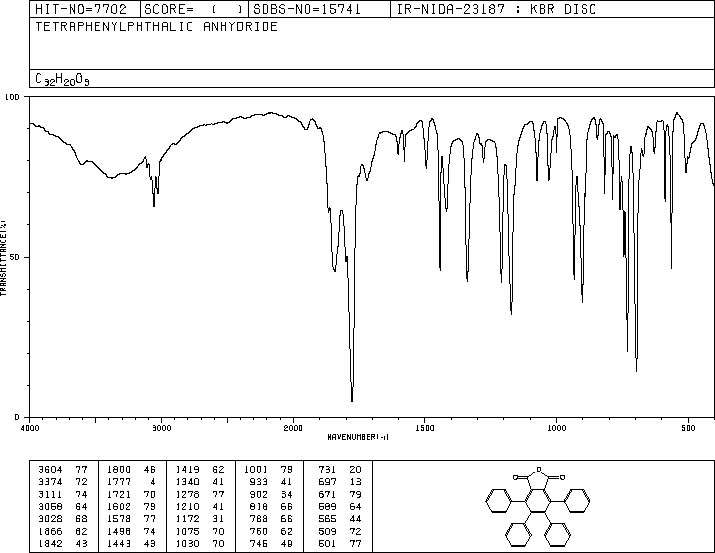 HIT-NO=7702 SCORE= ( ) SDBS-NO=15741 IR-NIDA-23187 : KBR DISC
TETRAPHENYLPHTHALIC ANHYDRIDE
C32H20O3
100
50
0
TRANSMITTANCE(%)
4000 3000 2000 1500 1000 500
WAVENUMBER(-1)
3604 77 1800 46 1419 62 1001 79 731 20
3374 72 1777 4 1340 41 933 41 697 13
3111 74 1721 70 1278 77 902 34 671 79
3058 64 1602 79 1210 41 818 66 589 64
3028 68 1578 77 1172 31 788 66 565 44
1866 62 1498 74 1075 70 760 62 509 72
1842 43 1443 43 1030 70 746 49 501 77
O O O